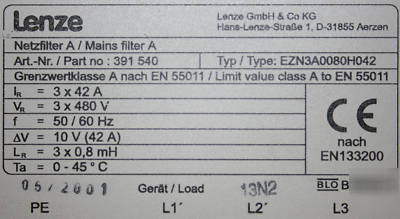 Lenze
Lenze GmbH & Co KG
Hans-Lenze-Straße 1, D-31855 Aerzen
Netzfilter A / Mains filter A
Art.-Nr. / Part no : 391 540
Typ / Type : EZN3A0080H042
Grenzwertklasse A nach EN 55011 / Limit value class A to EN 55011
IR = 3 x 42 A
VR = 3 x 480 V
f = 50 / 60 Hz
ΔV = 10 V (42 A)
LR = 3 x 0,8 mH
Ta = 0 - 45°C
CE
nach
EN133200
05/2001
Gerät / Load
13N2
BLO B
PE L1´ L2´ L3